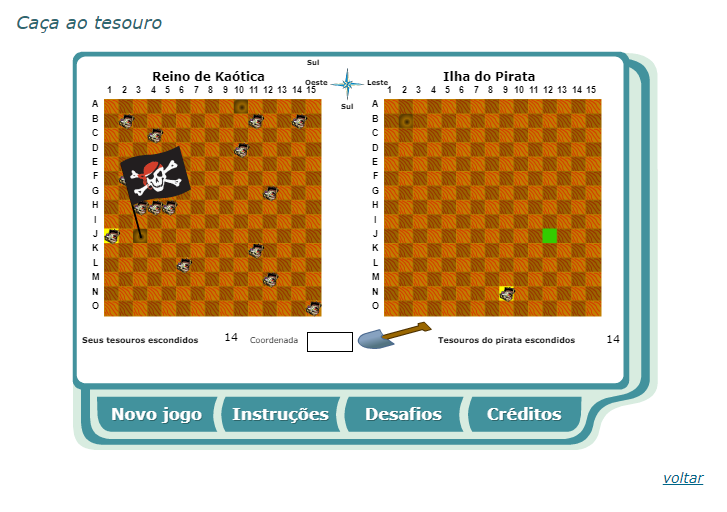 Caça ao tesouro
Sul
Reino de Kaótica
Oeste
Leste
Ilha do Pirata
Sul
1 2 3 4 5 6 7 8 9 10 11 12 13 14 15
1 2 3 4 5 6 7 8 9 10 11 12 13 14 15
A
B
C
D
E
F
G
H
I
J
K
L
M
N
O
A
B
C
D
E
F
G
H
I
J
K
L
M
N
O
Seus tesouros escondidos 14
Coordenada
Tesouros do pirata escondidos 14
Novo jogo
Instruções
Desafios
Créditos
voltar